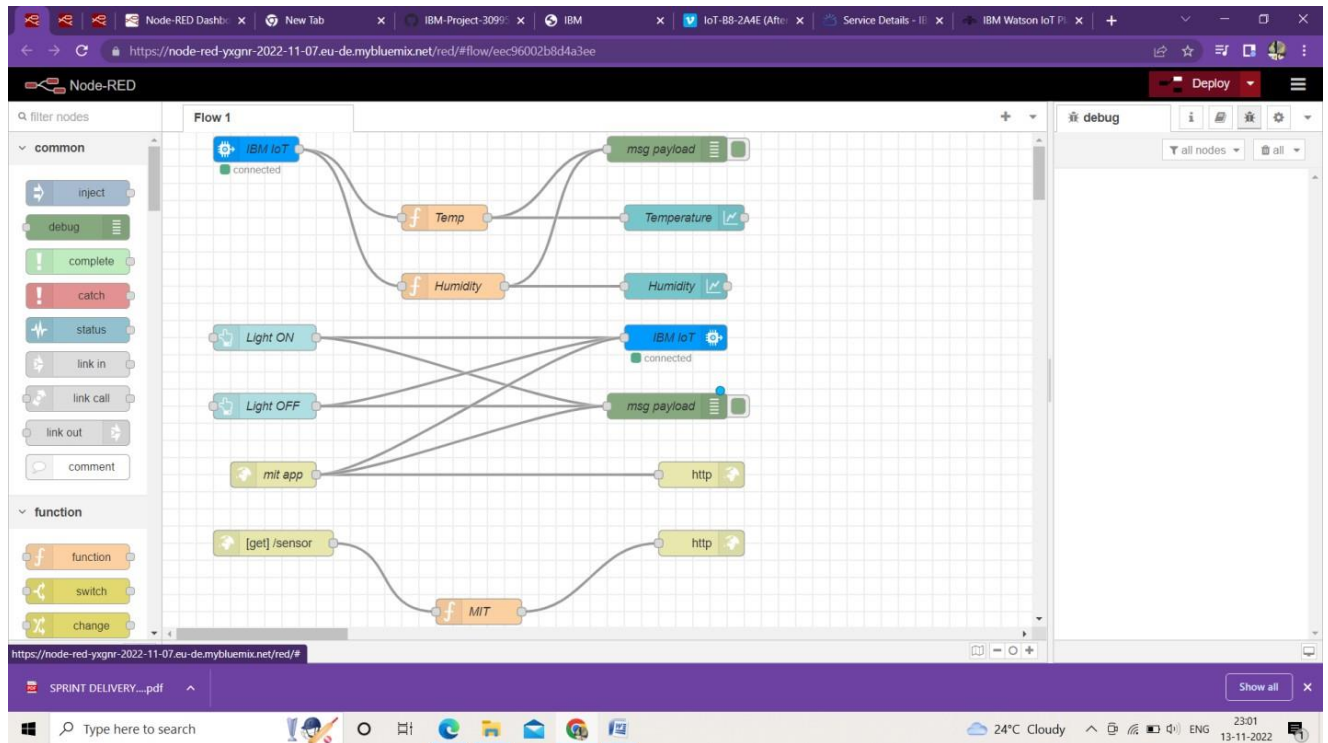 Node-RED Dashb
New Tab
IBM-Project-3099
IBM
IoT-B8-2A4E (After
Service Details - IB
IBM Watson IoT Pl
https://node-red-yxgnr-2022-11-07.eu-de.mybluemix.net/red/#flow/eec96002b8d4a3ee
Node-RED
Deploy
filter nodes
Flow 1
debug
i
common
all nodes
all
IBM IoT
connected
msg payload
inject
Temp
Temperature
debug
complete
Humidity
Humidity
catch
status
Light ON
IBM IoT
connected
link in
link call
Light OFF
msg payload
link out
comment
mit app
http
function
[get] /sensor
http
function
switch
MIT
change
https://node-red-yxgnr-2022-11-07.eu-de.mybluemix.net/red/#
SPRINT DELIVERY....pdf
Show all
Type here to search
24°C Cloudy
ENG
23:01
13-11-2022
1